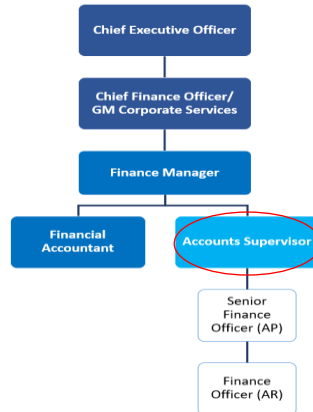 Chief Executive Officer
Chief Finance Officer/
GM Corporate Services
Finance Manager
Financial
Accountant
Accounts Supervisor
Senior
Finance
Officer (AP)
Finance
Officer (AR)